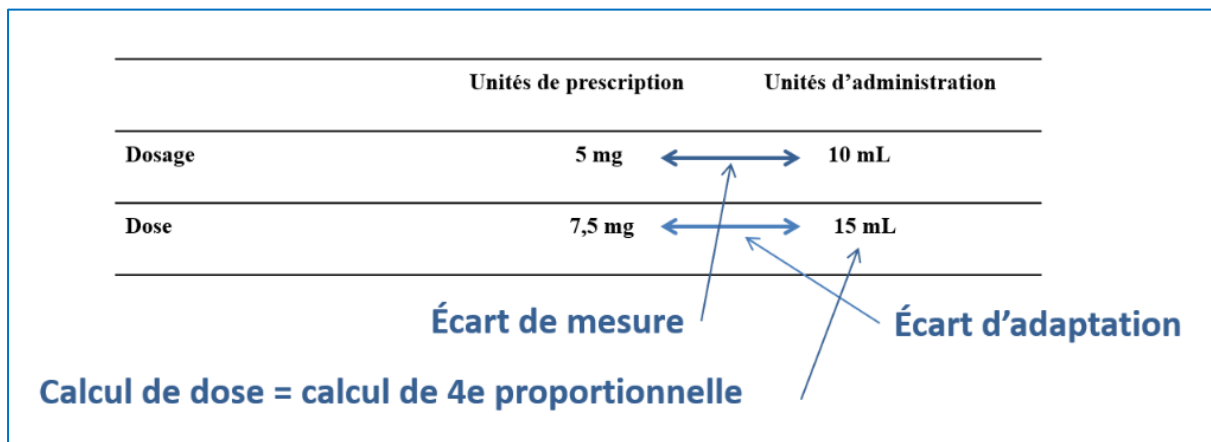 Unités de prescription Unités d'administration
Dosage 5 mg 10 mL
Dose 7,5 mg 15 mL
Écart de mesure Écart d'adaptation
Calcul de dose = calcul de 4e proportionnelle